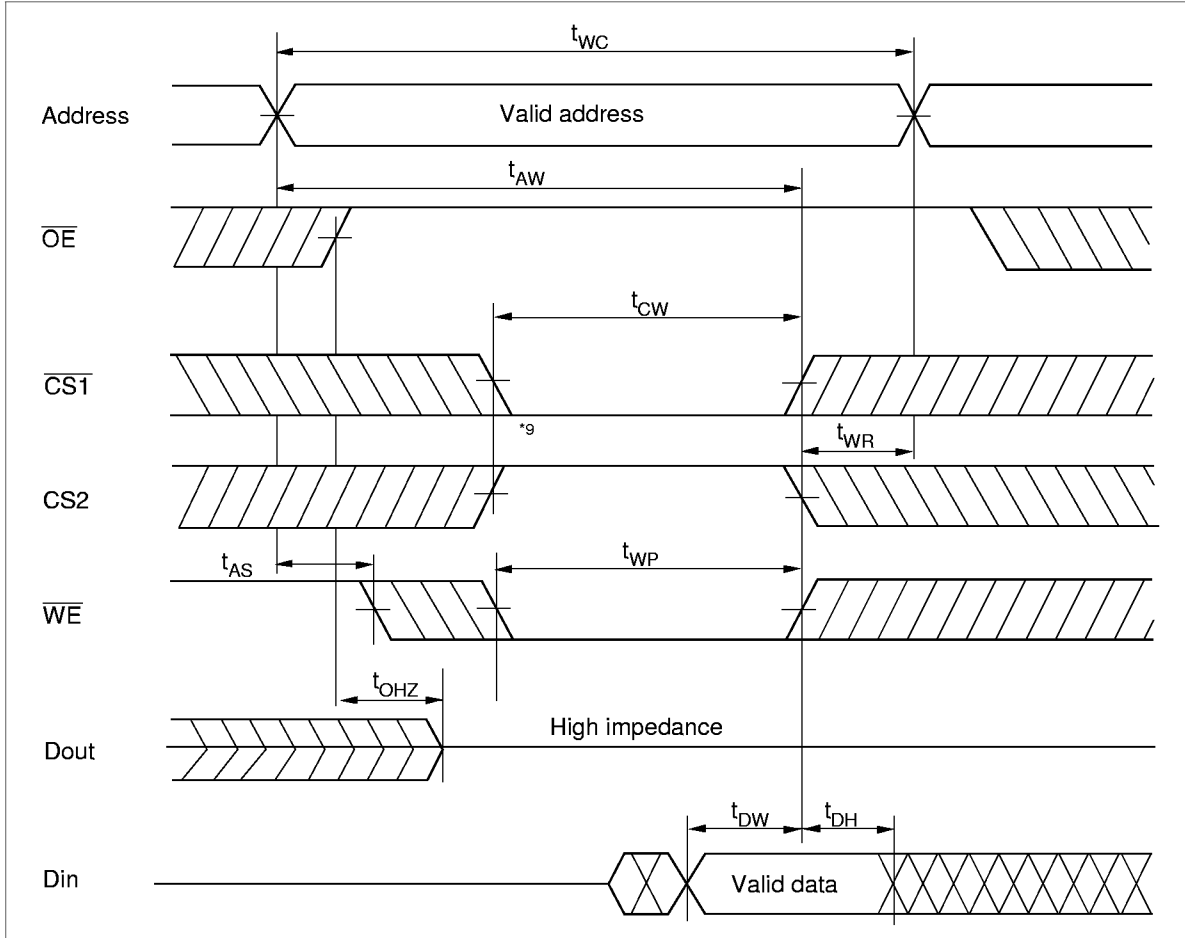 tWC
Address
Valid address
tAW
OE
tCW
CS1
*9
tWR
CS2
tAS
tWP
WE
tOHZ
High impedance
Dout
tDW
tDH
Din
Valid data